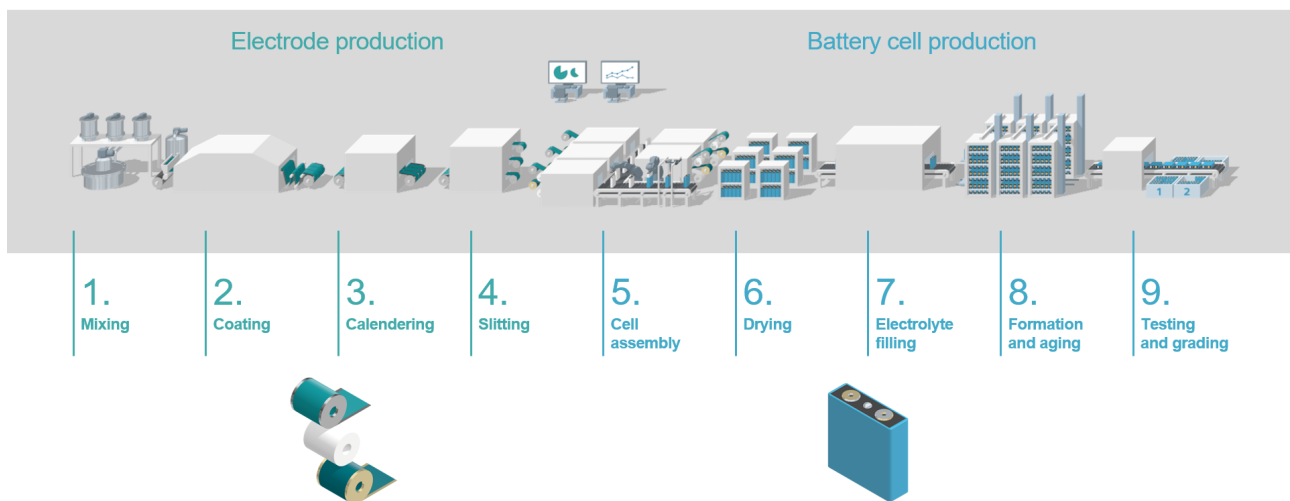 Electrode production
Battery cell production
1 2
1.
Mixing
2.
Coating
3.
Calendering
4.
Slitting
5.
Cell
assembly
6.
Drying
7.
Electrolyte
filling
8.
Formation
and aging
9.
Testing
and grading